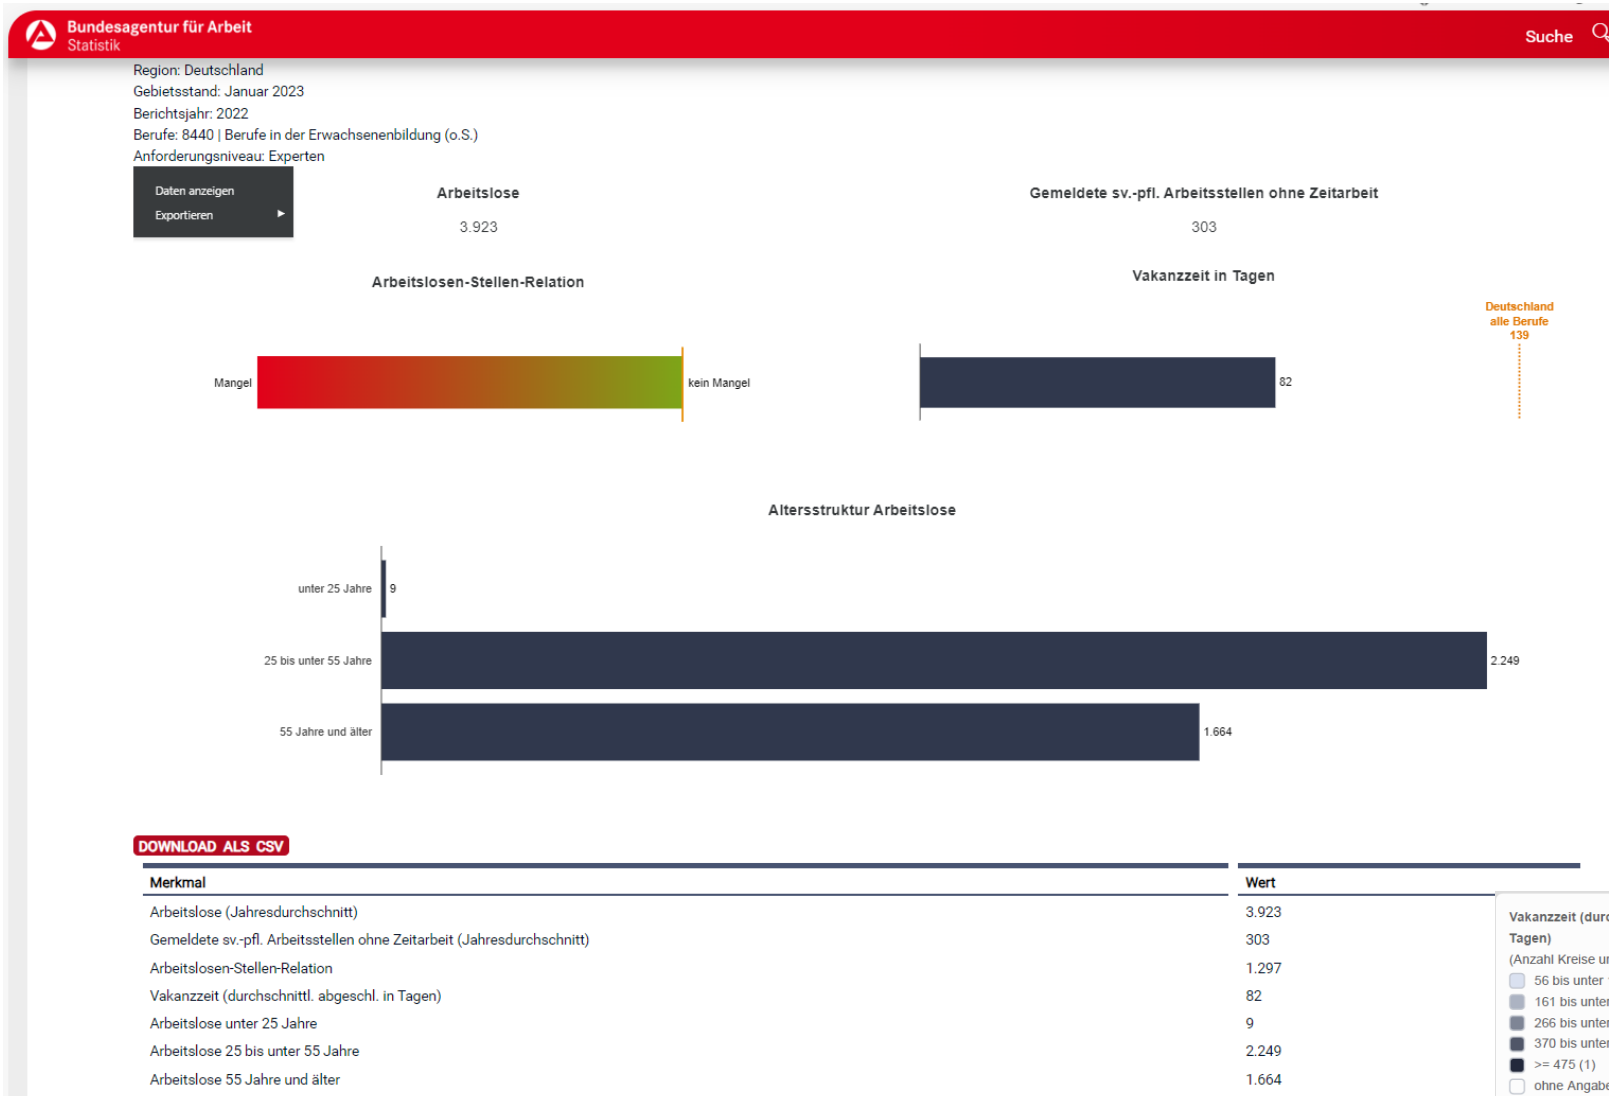 Bundesagentur für Arbeit
Statistik
Suche
Region: Deutschland
Gebietsstand: Januar 2023
Berichtsjahr: 2022
Berufe: 8440 | Berufe in der Erwachsenenbildung (o.S.)
Anforderungsniveau: Experten
Daten anzeigen
Exportieren
Arbeitslose
3.923
Gemeldete sv.-pfl. Arbeitsstellen ohne Zeitarbeit
303
Arbeitslosen-Stellen-Relation
Mangel
kein Mangel
Vakanzzeit in Tagen
Deutschland
alle Berufe
139
82
Altersstruktur Arbeitslose
unter 25 Jahre 9
25 bis unter 55 Jahre 2.249
55 Jahre und älter 1.664
DOWNLOAD ALS CSV
Merkmal Wert
Arbeitslose (Jahresdurchschnitt) 3.923
Gemeldete sv.-pfl. Arbeitsstellen ohne Zeitarbeit (Jahresdurchschnitt) 303
Arbeitslosen-Stellen-Relation 1.297
Vakanzzeit (durchschnittl. abgeschl. in Tagen) 82
Arbeitslose unter 25 Jahre 9
Arbeitslose 25 bis unter 55 Jahre 2.249
Arbeitslose 55 Jahre und älter 1.664
Vakanzzeit
Tagen)
(Anzahl Kreise
56 bis unter
161 bis unter
266 bis unter
370 bis unter
>= 475 (1)
ohne Angabe